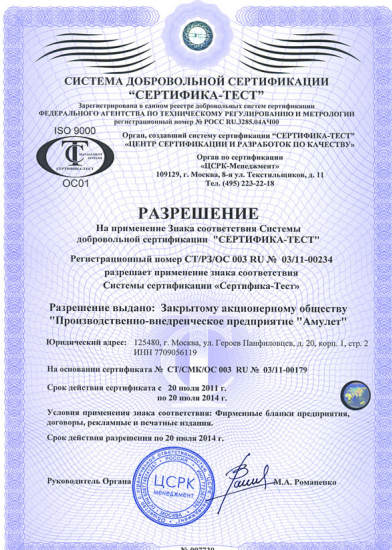 СИСТЕМА ДОБРОВОЛЬНОЙ СЕРТИФИКАЦИИ
“СЕРТИФИКА-ТЕСТ”
Зарегистрирована в едином реестре добровольных систем сертификации
ФЕДЕРАЛЬНОГО АГЕНТСТВА ПО ТЕХНИЧЕСКОМУ РЕГУЛИРОВАНИЮ И МЕТРОЛОГИИ
регистрационный номер № РОСС RU.З285.04АЧ00
ISO 9000
MANAGEMENT
СЕРТИФИКА-ТЕСТ
ОС01
Орган, создавший систему сертификации “СЕРТИФИКА-ТЕСТ”
«ЦЕНТР СЕРТИФИКАЦИИ И РАЗРАБОТОК ПО КАЧЕСТВУ»
Орган по сертификации
«ЦСРК-Менеджмент»
109129, г. Москва, 8-я ул. Текстильщиков, д. 11
Тел. (495) 223-22-18
РАЗРЕШЕНИЕ
На применение Знака соответствия Системы
добровольной сертификации "СЕРТИФИКА-ТЕСТ"
Регистрационный номер СТ/РЗ/ОС 003 RU № 03/11-00234
разрешает применение знака соответствия
Системы сертификации «Сертифика-Тест»
Разрешение выдано: Закрытому акционерному обществу
"Производственно-внедренческое предприятие "Амулет"
Юридический адрес: 125480, г. Москва, ул. Героев Панфиловцев, д. 20, корп. 1, стр. 2
ИНН 7709056119
На основании сертификата № СТ/СМК/ОС 003 RU № 03/11-00179
Срок действия сертификата с 20 июля 2011 г.
по 20 июля 2014 г.
Условия применения знака соответствия: Фирменные бланки предприятия,
договоры, рекламные и печатные издания.
Срок действия разрешения по 20 июля 2014 г.
Руководитель Органа
ЦСРК
менеджмент
М.А. Романенко